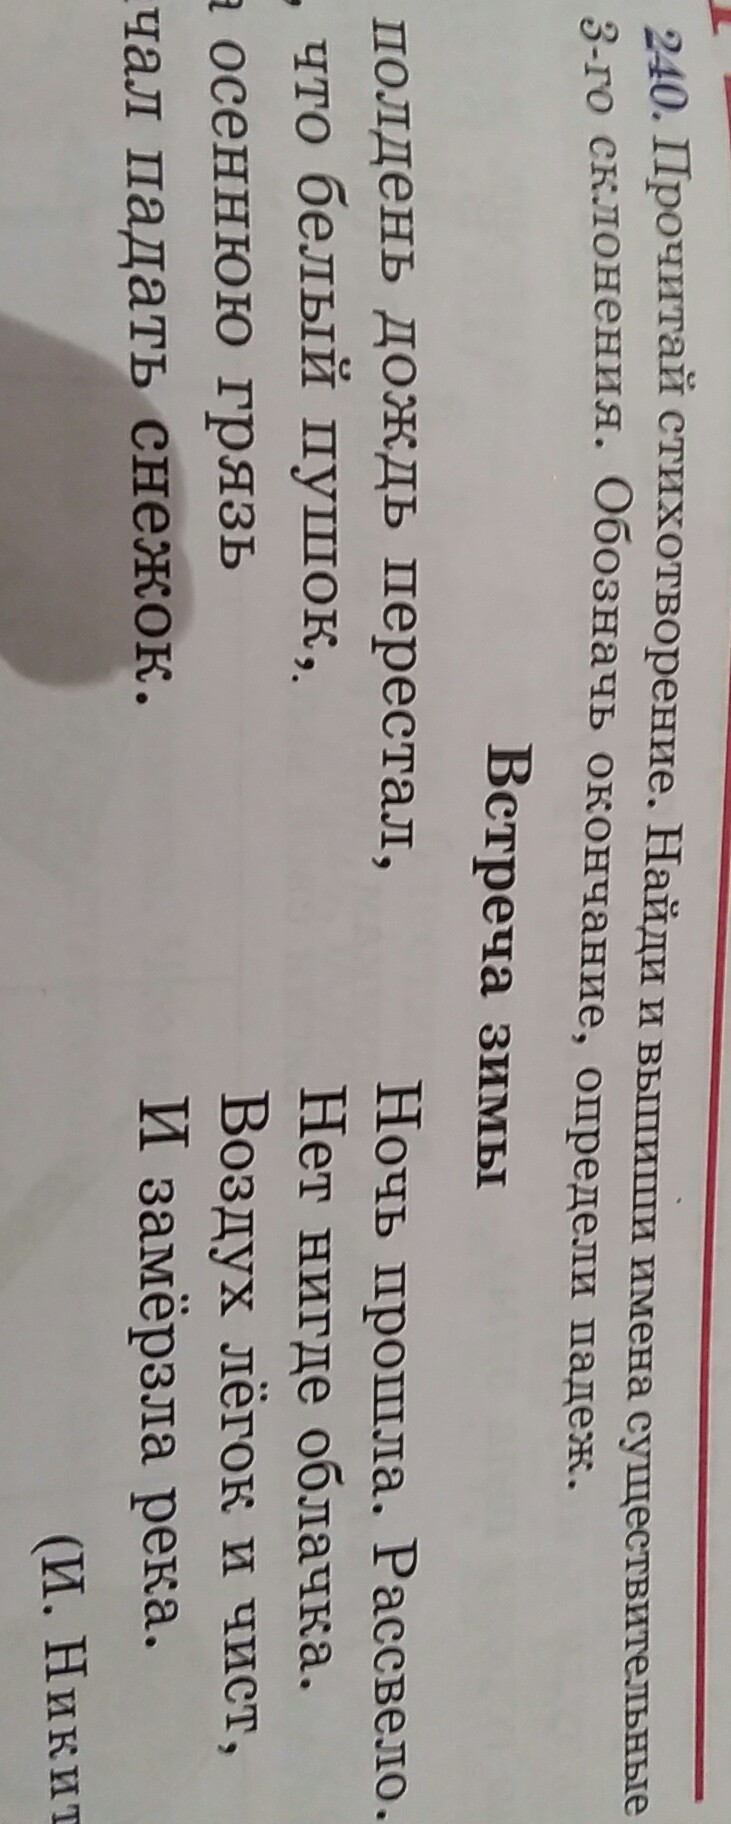 240. Прочитай стихотворение. Найди и выпиши имена существительные
3-го склонения. Обозначь окончание, определи падеж.
Встреча зимы
полдень дождь перестал,
что белый пушок,
осеннюю грязь
падать снежок.
Ночь прошла. Рассвело.
Нет нигде облачка.
Воздух лёгок и чист,
И замёрзла река.
(И. Никит